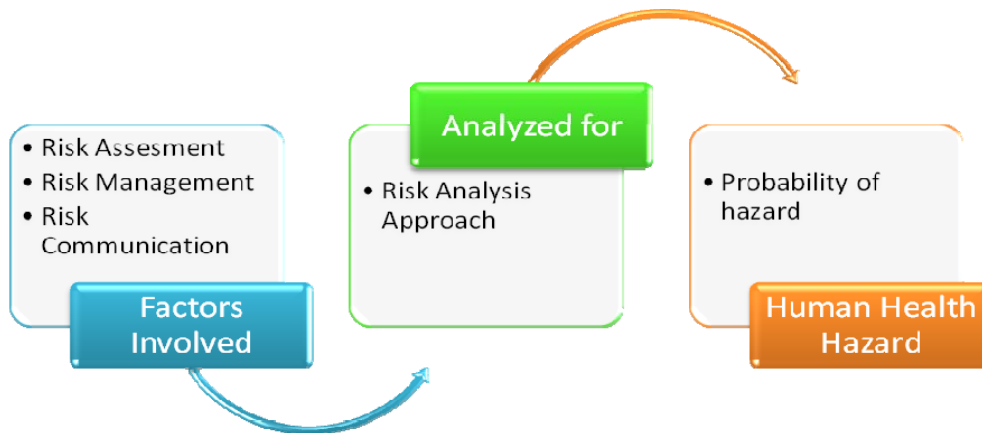 • Risk Assesment
• Risk Management
• Risk
Communication
Factors
Involved
Analyzed for
• Risk Analysis
Approach
• Probability of
hazard
Human Health
Hazard